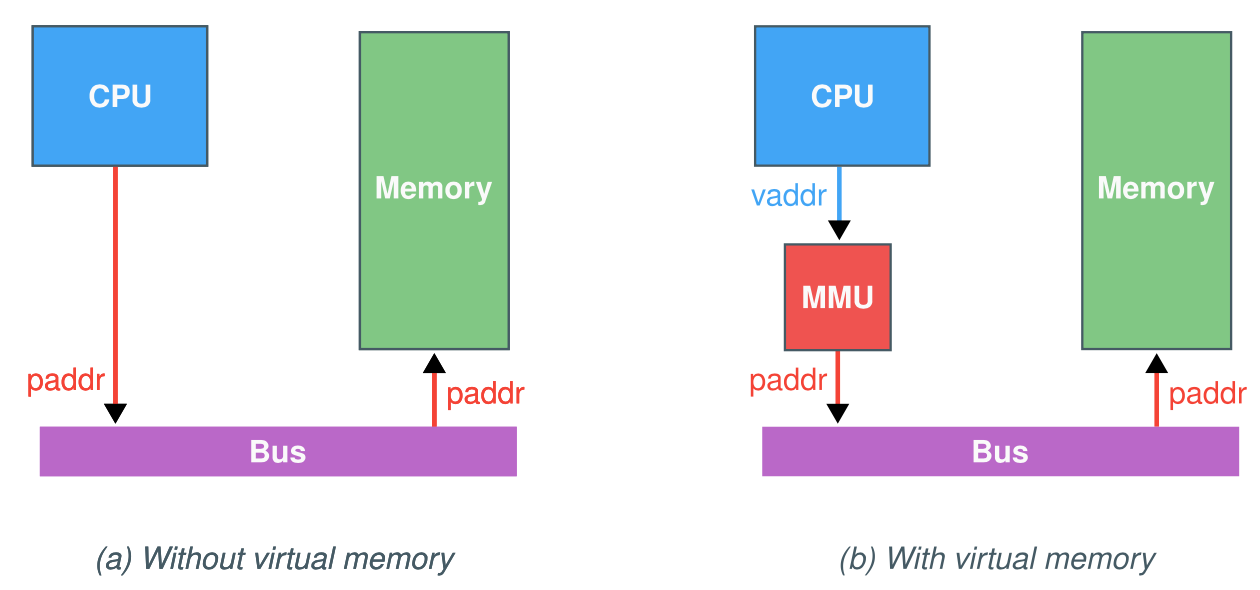 CPU
Memory
paddr
paddr
Bus
(a) Without virtual memory
CPU
vaddr
Memory
MMU
paddr
paddr
Bus
(b) With virtual memory